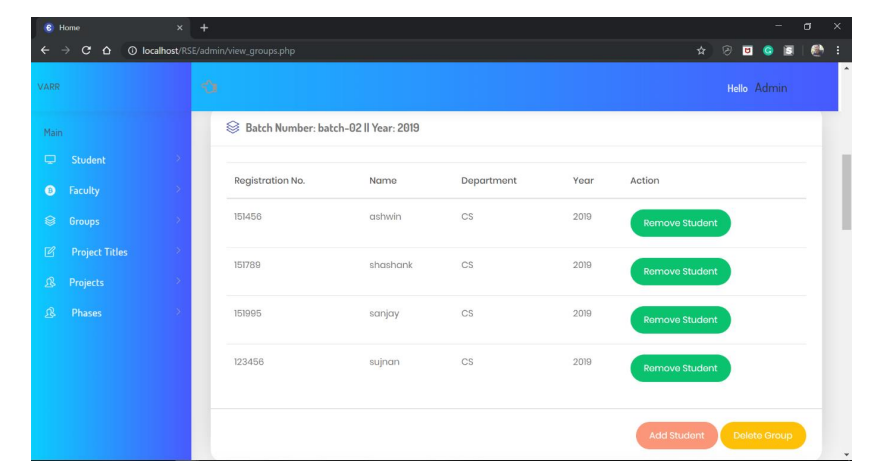 Home
localhost/RSE/admin/view_groups.php
VARR
Hello Admin
Main
Student
Faculty
Groups
Project Titles
Projects
Phases
Batch Number: batch-02 || Year: 2019
Registration No. Name Department Year Action
151456 ashwin CS 2019 Remove Student
151789 shashank CS 2019 Remove Student
151995 sanjay CS 2019 Remove Student
123456 sujnan CS 2019 Remove Student
Add Student Delete Group